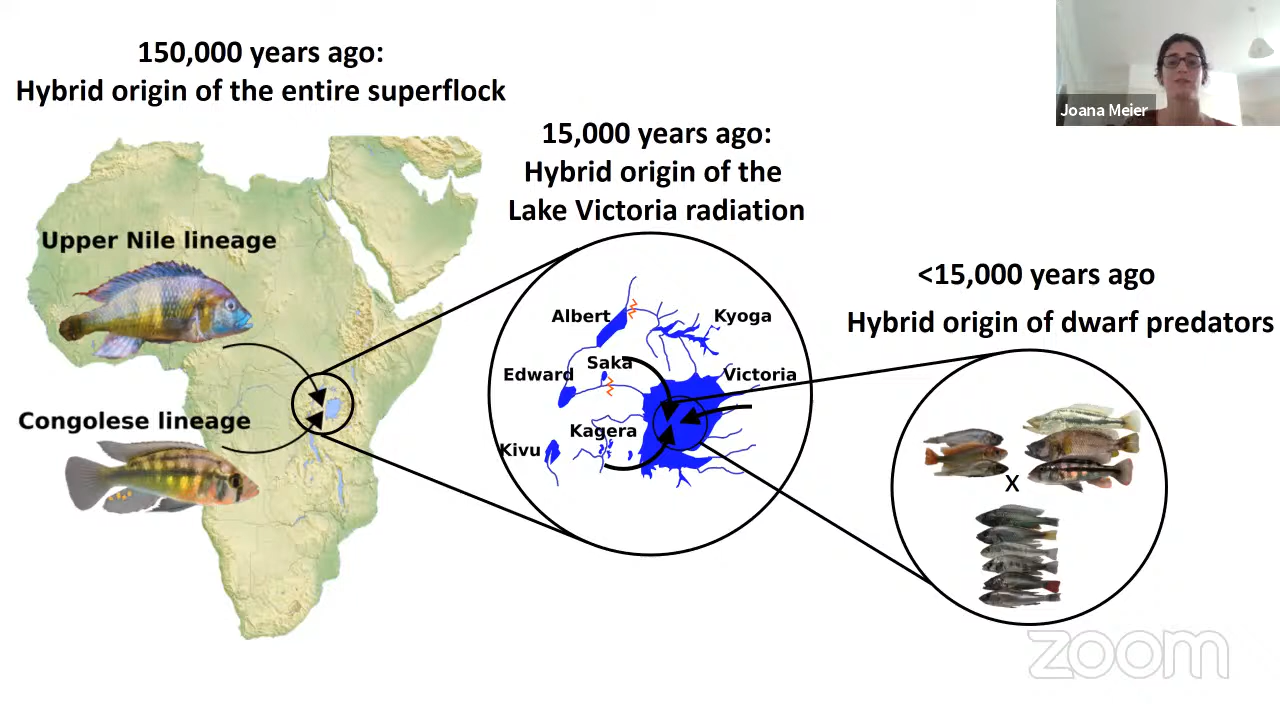 150,000 years ago:
Hybrid origin of the entire superflock
Upper Nile lineage
Congolese lineage
15,000 years ago:
Hybrid origin of the
Lake Victoria radiation
Albert
Kyoga
Saka
Edward
Victoria
Kagera
Kivu
<15,000 years ago
Hybrid origin of dwarf predators
X
Joana Meier
zoom